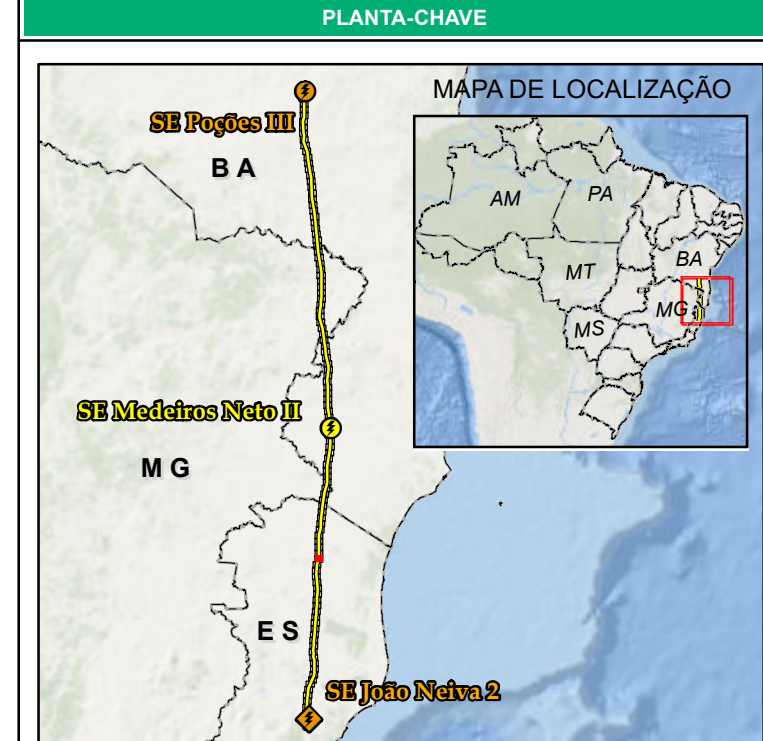 PLANTA-CHAVE
MAPA DE LOCALIZAÇÃO
SE Poções III
B A
AM
PA
MT
BA
MG
MS
SE Medeiros Neto II
M G
E S
SE João Neiva 2